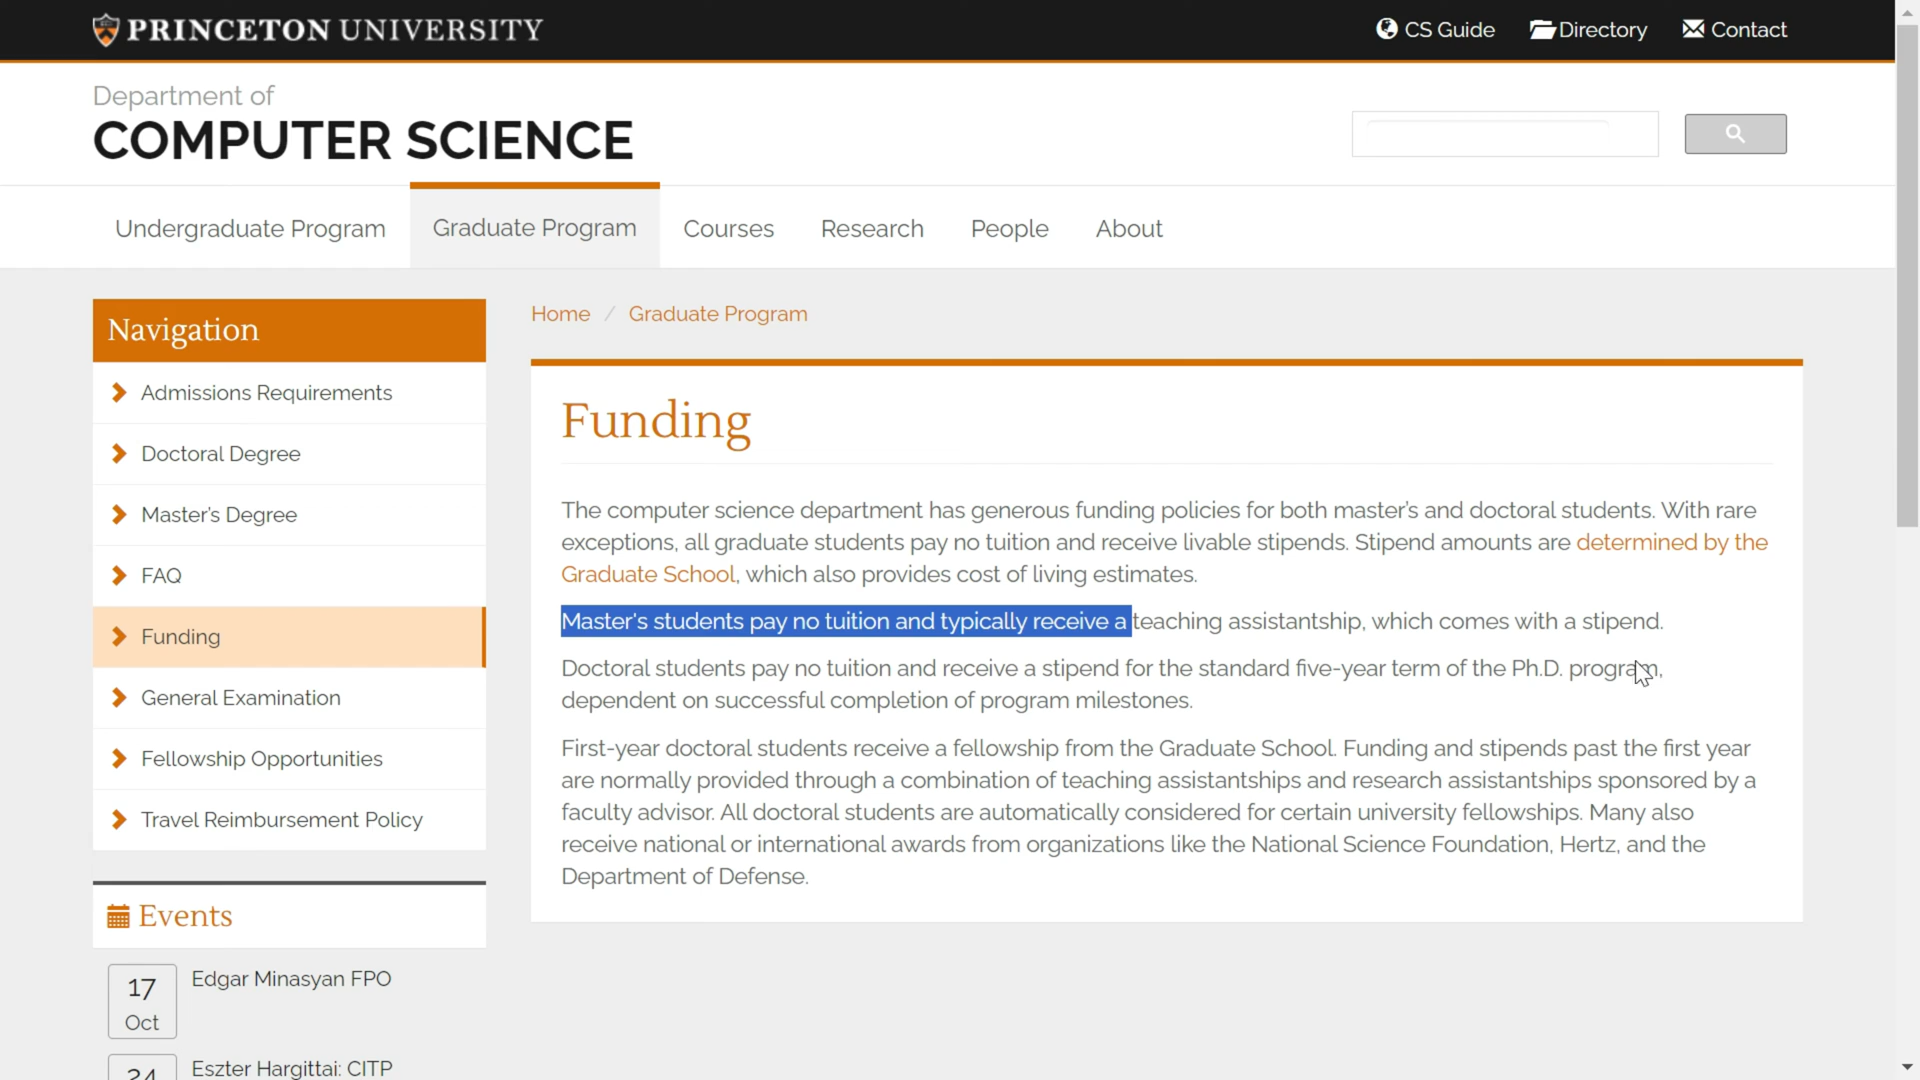 PRINCETON UNIVERSITY
CS Guide
Directory
Contact
Department of
COMPUTER SCIENCE
Undergraduate Program
Graduate Program
Courses
Research
People
About
Navigation
Admissions Requirements
Doctoral Degree
Master's Degree
FAQ
Funding
General Examination
Fellowship Opportunities
Travel Reimbursement Policy
Events
17
Oct
Edgar Minasyan FPO
24
Eszter Hargittai: CITP
Home / Graduate Program
Funding
The computer science department has generous funding policies for both master's and doctoral students. With rare
exceptions, all graduate students pay no tuition and receive livable stipends. Stipend amounts are determined by the
Graduate School, which also provides cost of living estimates.
Master's students pay no tuition and typically receive a teaching assistantship, which comes with a stipend.
Doctoral students pay no tuition and receive a stipend for the standard five-year term of the Ph.D. program,
dependent on successful completion of program milestones.
First-year doctoral students receive a fellowship from the Graduate School. Funding and stipends past the first year
are normally provided through a combination of teaching assistantships and research assistantships sponsored by a
faculty advisor. All doctoral students are automatically considered for certain university fellowships. Many also
receive national or international awards from organizations like the National Science Foundation, Hertz, and the
Department of Defense.